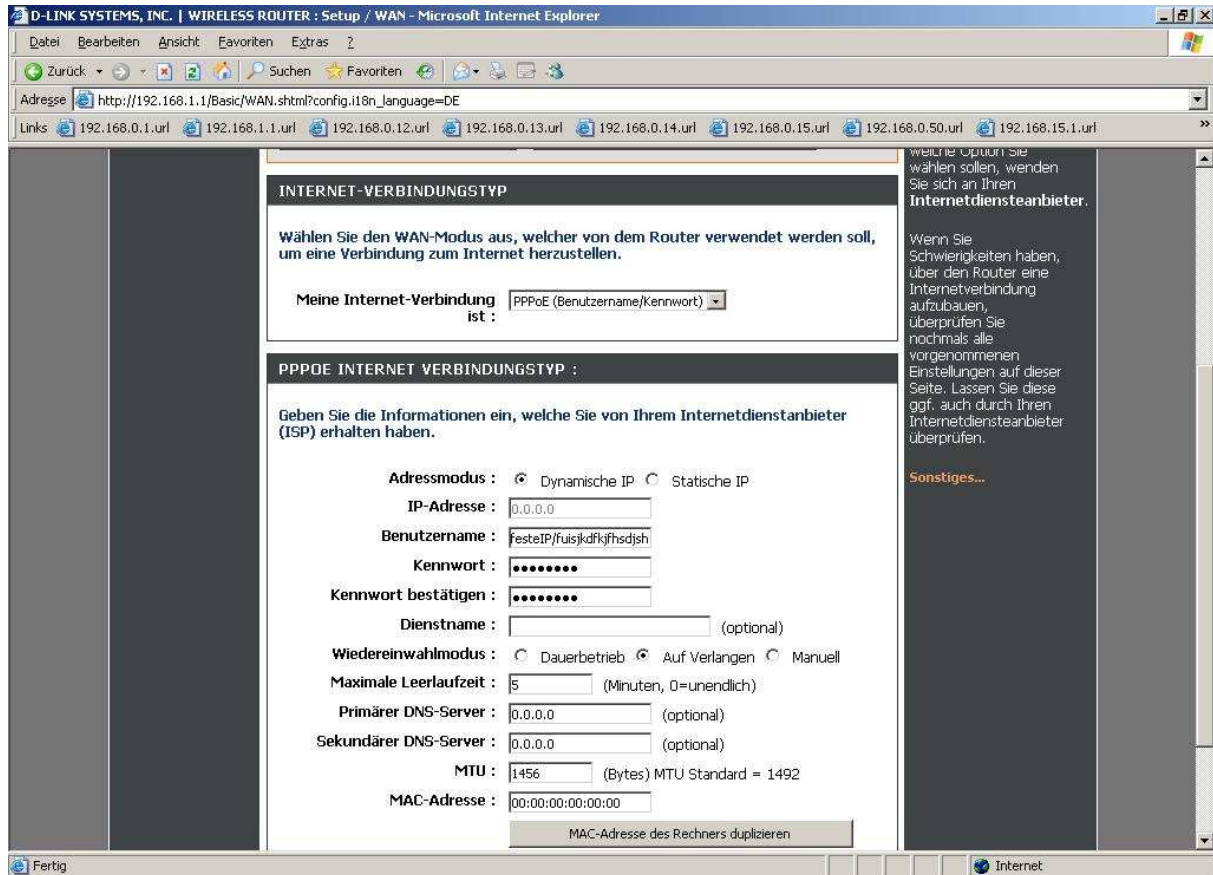 D-LINK SYSTEMS, INC. | WIRELESS ROUTER : Setup / WAN - Microsoft Internet Explorer
Datei Bearbeiten Ansicht Favoriten Extras ?
Zurück Suchen Favoriten
Adresse http://192.168.1.1/Basic/WAN.shtml?config.i18n_language=DE
Links 192.168.0.1.url 192.168.1.1.url 192.168.0.12.url 192.168.0.13.url 192.168.0.14.url 192.168.0.15.url 192.168.0.50.url 192.168.15.1.url »
INTERNET-VERBINDUNGSTYP
Wählen Sie den WAN-Modus aus, welcher von dem Router verwendet werden soll,
um eine Verbindung zum Internet herzustellen.
Meine Internet-Verbindung
ist : PPPoE (Benutzername/Kennwort)
PPPOE INTERNET VERBINDUNGSTYP :
Geben Sie die Informationen ein, welche Sie von Ihrem Internetdienstanbieter
(ISP) erhalten haben.
Adressmodus : Dynamische IP Statische IP
IP-Adresse : 0.0.0.0
Benutzername : festeIP/fuisjkdfkjfhsdjsh
Kennwort : ••••••••
Kennwort bestätigen : ••••••••
Dienstname : (optional)
Wiedereinwahlmodus : Dauerbetrieb Auf Verlangen Manuell
Maximale Leerlaufzeit : 5 (Minuten, 0=unendlich)
Primärer DNS-Server : 0.0.0.0 (optional)
Sekundärer DNS-Server : 0.0.0.0 (optional)
MTU : 1456 (Bytes) MTU Standard = 1492
MAC-Adresse : 00:00:00:00:00:00
MAC-Adresse des Rechners duplizieren
welche Option Sie
wählen sollen, wenden
Sie sich an Ihren
Internetdiensteanbieter.
Wenn Sie
Schwierigkeiten haben,
über den Router eine
Internetverbindung
aufzubauen,
überprüfen Sie
nochmals alle
vorgenommenen
Einstellungen auf dieser
Seite. Lassen Sie diese
ggf. auch durch Ihren
Internetdiensteanbieter
überprüfen.
Sonstiges...
Fertig
Internet